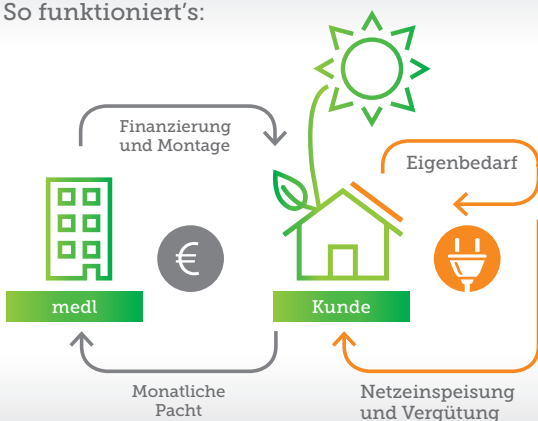 So funktioniert's:
Finanzierung
und Montage
Eigenbedarf
€
medl
Kunde
Monatliche
Pacht
Netzeinspeisung
und Vergütung